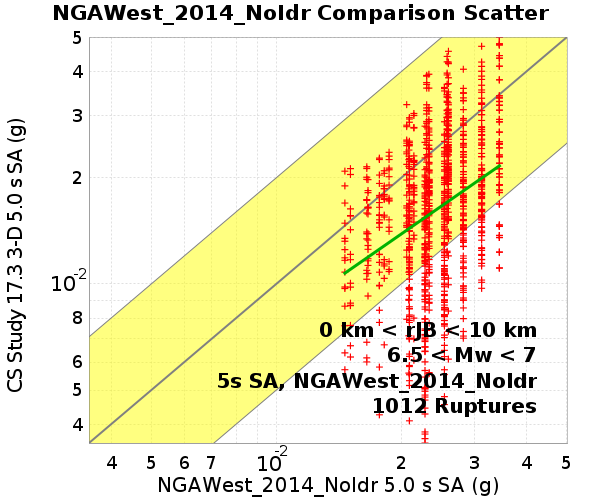 NGAWest_2014_NoIdr Comparison Scatter
CS Study 17.3 3-D 5.0 s SA (g)
5
4
3
2
10-2
8
6
5
4
0 km < rJB < 10 km
6.5 < Mw < 7
5s SA, NGAWest_2014_NoIdr
1012 Ruptures
4 5 6 7 10-2 2 3 4 5
NGAWest_2014_NoIdr 5.0 s SA (g)